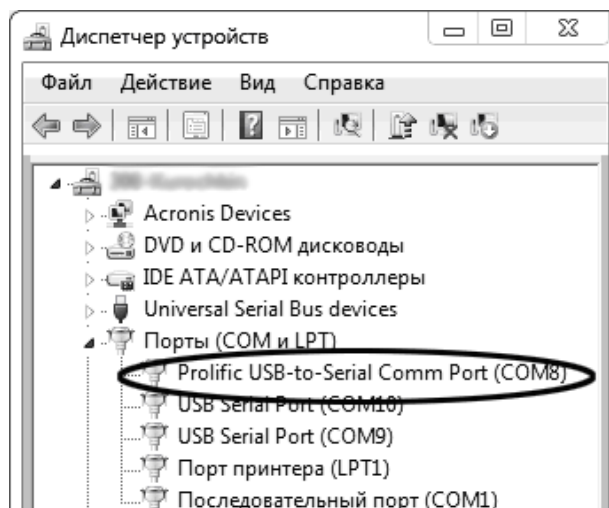 Диспетчер устройств
Файл Действие Вид Справка
Acronis Devices
DVD и CD-ROM дисководы
IDE ATA/ATAPI контроллеры
Universal Serial Bus devices
Порты (COM и LPT)
Prolific USB-to-Serial Comm Port (COM8)
USB Serial Port (COM10)
USB Serial Port (COM9)
Порт принтера (LPT1)
Последовательный порт (COM1)